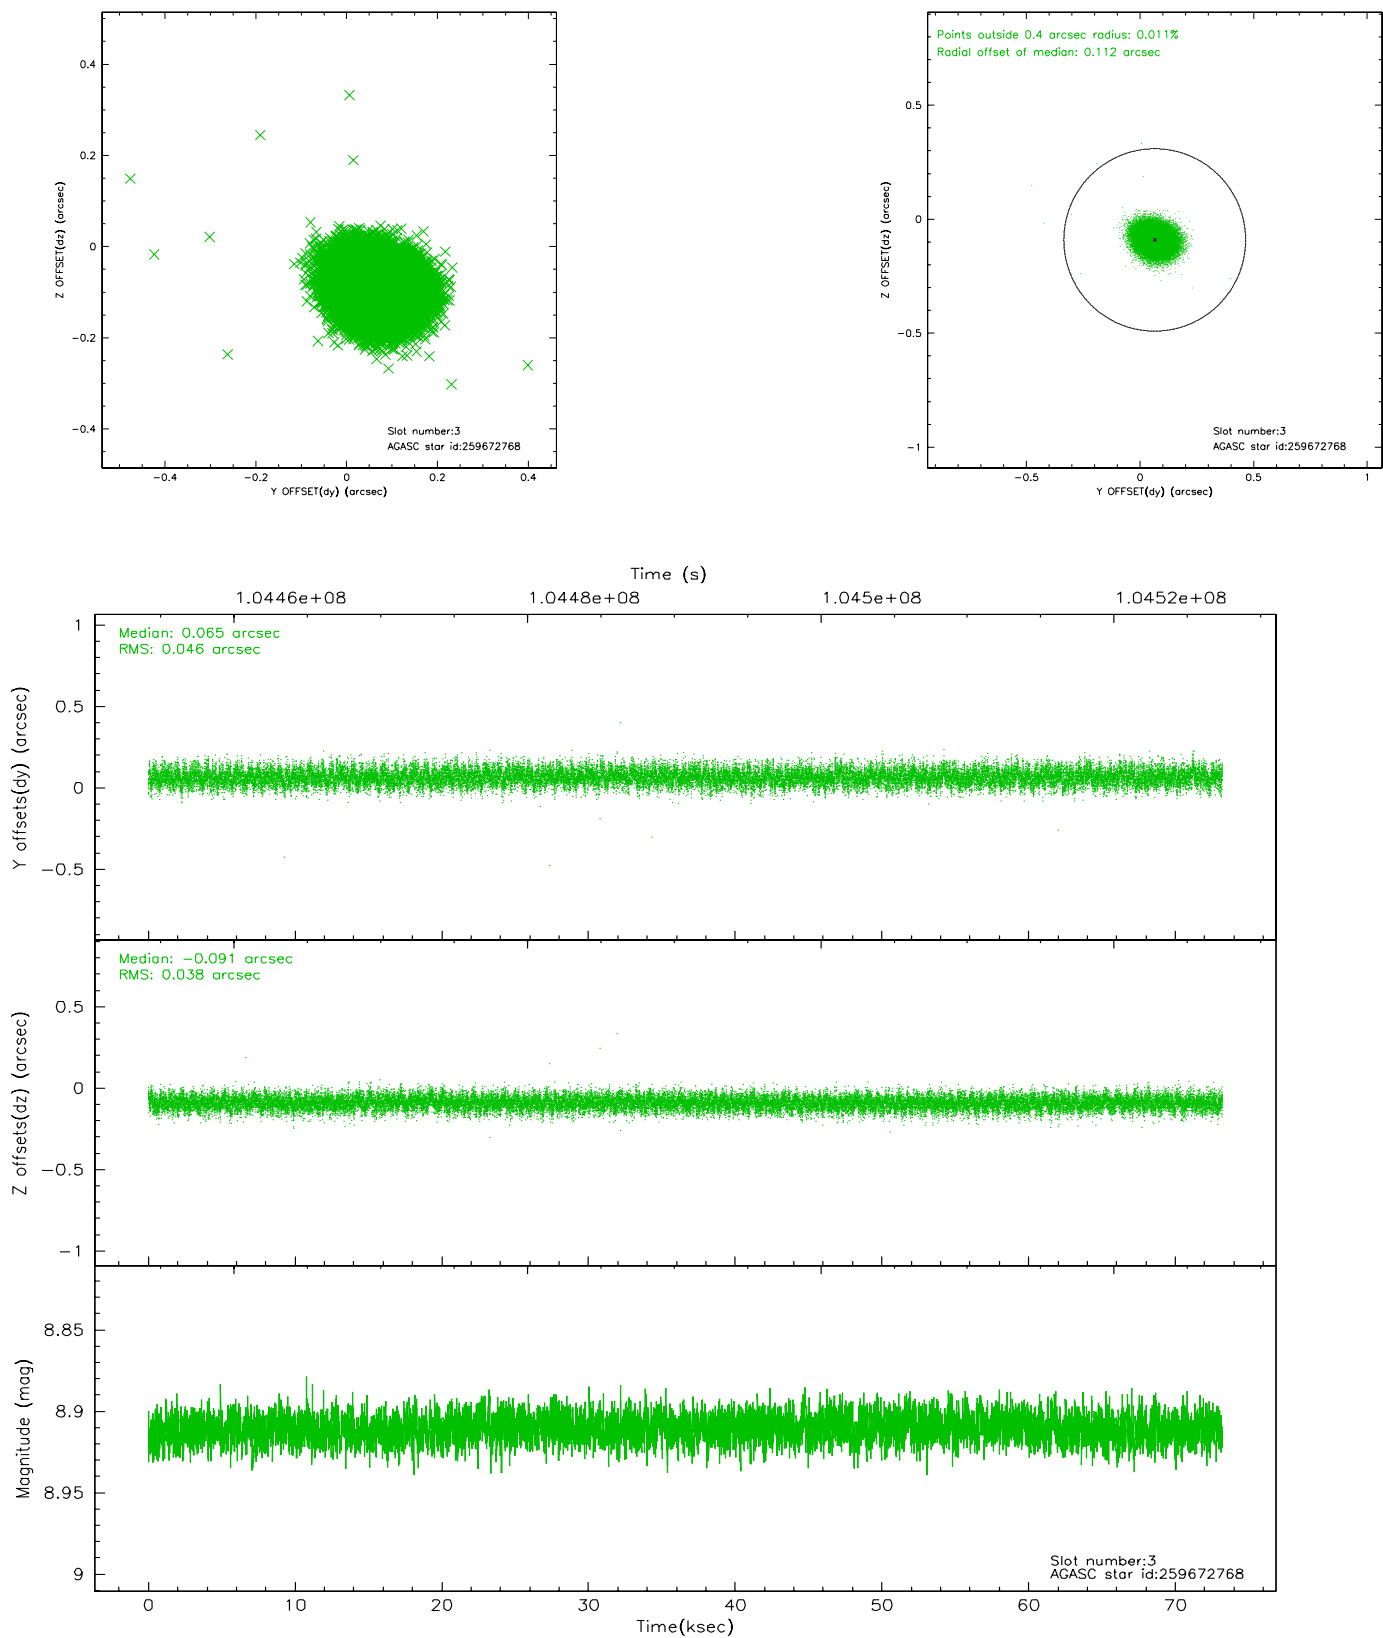 0.4
0.2
0
−0.2
−0.4
Z OFFSET(dz) (arcsec)
−0.4
−0.2
0
0.2
0.4
Y OFFSET(dy) (arcsec)
Slot number:3
AGASC star id:259672768
Points outside 0.4 arcsec radius: 0.011%
Radial offset of median: 0.112 arcsec
0.5
0
−0.5
−1
Z OFFSET(dz) (arcsec)
−0.5
0
0.5
1
Y OFFSET(dy) (arcsec)
Slot number:3
AGASC star id:259672768
Time (s)
1.0446e+08
1.0448e+08
1.045e+08
1.0452e+08
Median: 0.065 arcsec
RMS: 0.046 arcsec
1
0.5
0
−0.5
Y offsets(dy) (arcsec)
Median: −0.091 arcsec
RMS: 0.038 arcsec
0.5
0
−0.5
−1
Z offsets(dz) (arcsec)
8.85
8.9
8.95
9
Magnitude (mag)
Slot number:3
AGASC star id:259672768
0
10
20
30
40
50
60
70
Time(ksec)